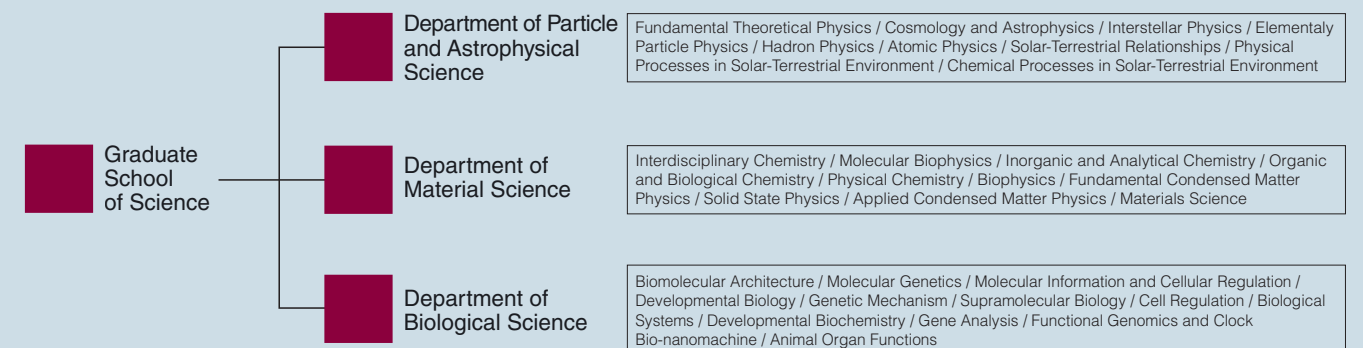 Department of Particle
and Astrophysical
Science
Fundamental Theoretical Physics / Cosmology and Astrophysics / Interstellar Physics / Elementaly
Particle Physics / Hadron Physics / Atomic Physics / Solar-Terrestrial Relationships / Physical
Processes in Solar-Terrestrial Environment / Chemical Processes in Solar-Terrestrial Environment
Graduate
School
of Science
Department of
Material Science
Interdisciplinary Chemistry / Molecular Biophysics / Inorganic and Analytical Chemistry / Organic
and Biological Chemistry / Physical Chemistry / Biophysics / Fundamental Condensed Matter
Physics / Solid State Physics / Applied Condensed Matter Physics / Materials Science
Department of
Biological Science
Biomolecular Architecture / Molecular Genetics / Molecular Information and Cellular Regulation /
Developmental Biology / Genetic Mechanism / Supramolecular Biology / Cell Regulation / Biological
Systems / Developmental Biochemistry / Gene Analysis / Functional Genomics and Clock
Bio-nanomachine / Animal Organ Functions